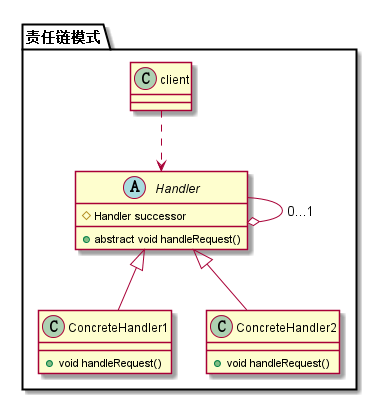 责任链模式
C client
A Handler
Handler successor
abstract void handleRequest()
0...1
C ConcreteHandler1
void handleRequest()
C ConcreteHandler2
void handleRequest()